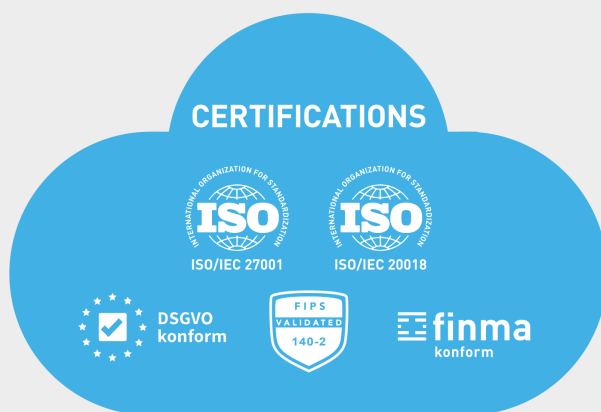 CERTIFICATIONS
INTERNATIONAL ORGANIZATION FOR STANDARDIZATION
ISO
ISO/IEC 27001
INTERNATIONAL ORGANIZATION FOR STANDARDIZATION
ISO
ISO/IEC 20018
DSGVO
konform
FIPS
VALIDATED
140-2
finma
konform